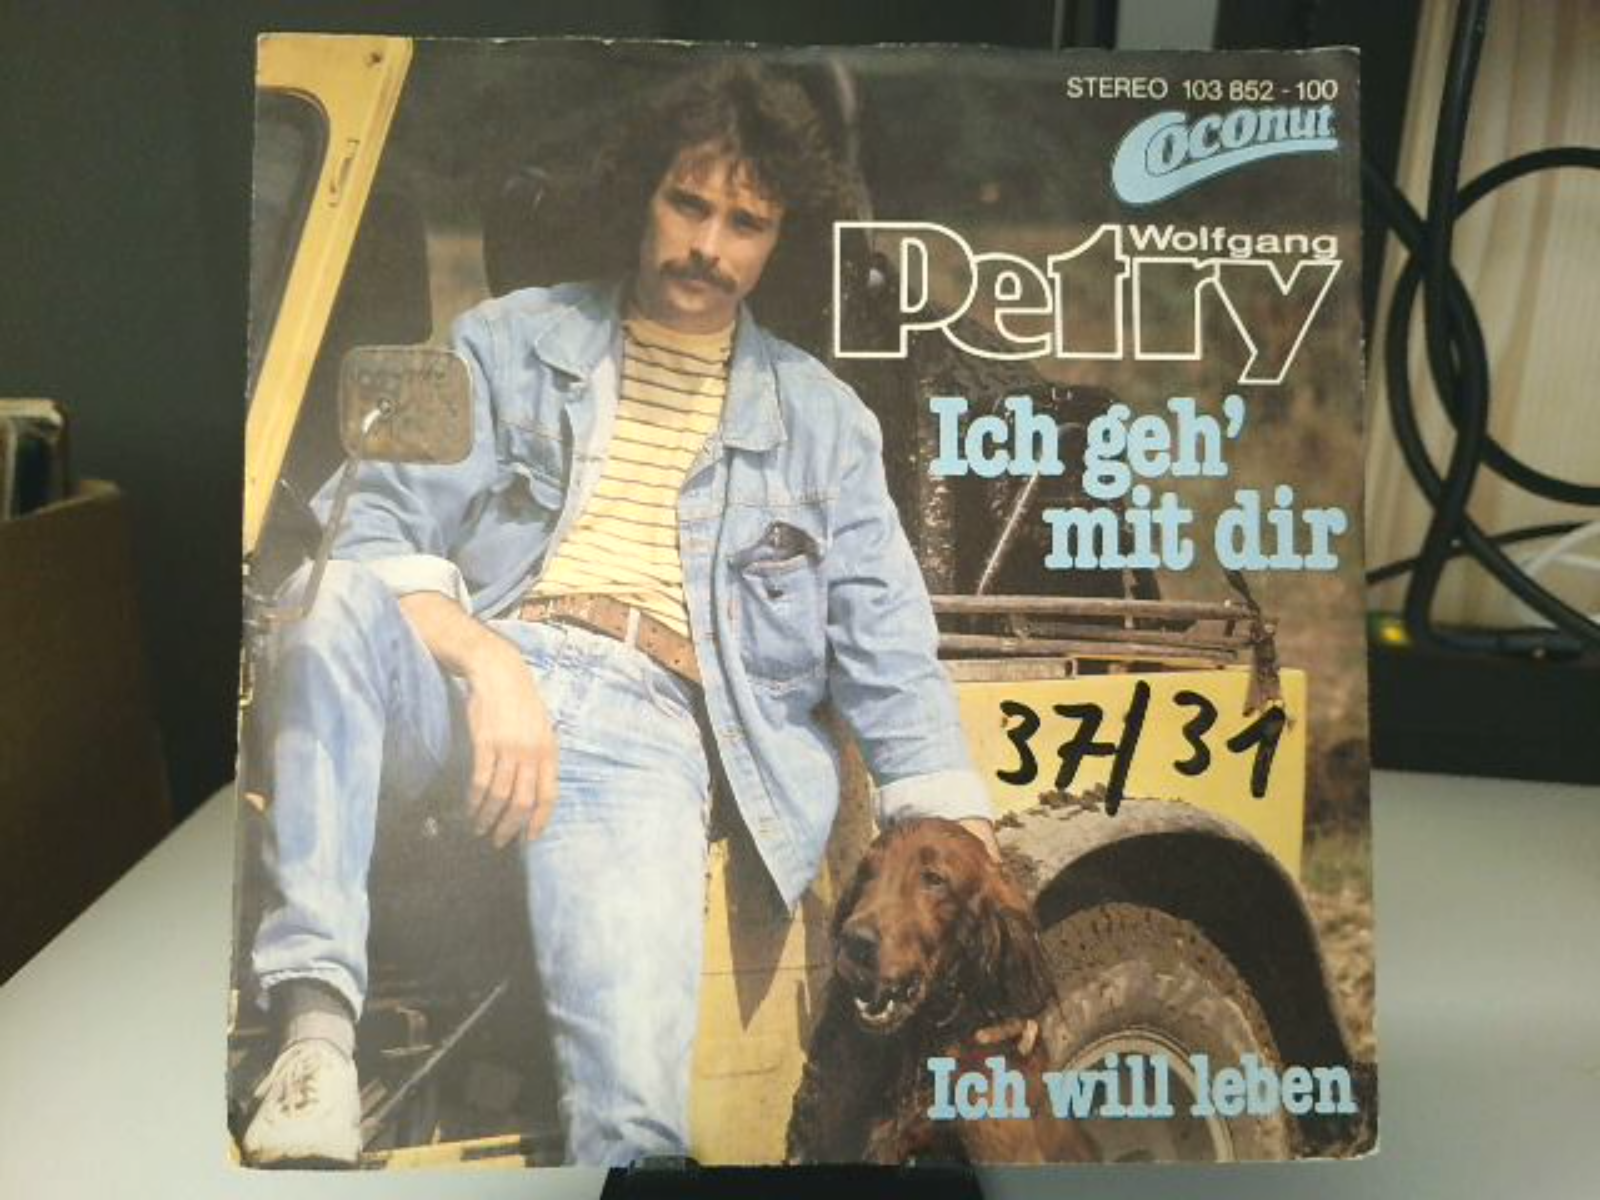 STEREO 103 852 - 100
Coconut
Wolfgang
Petry
Ich geh'
mit dir
37/31
Ich will leben